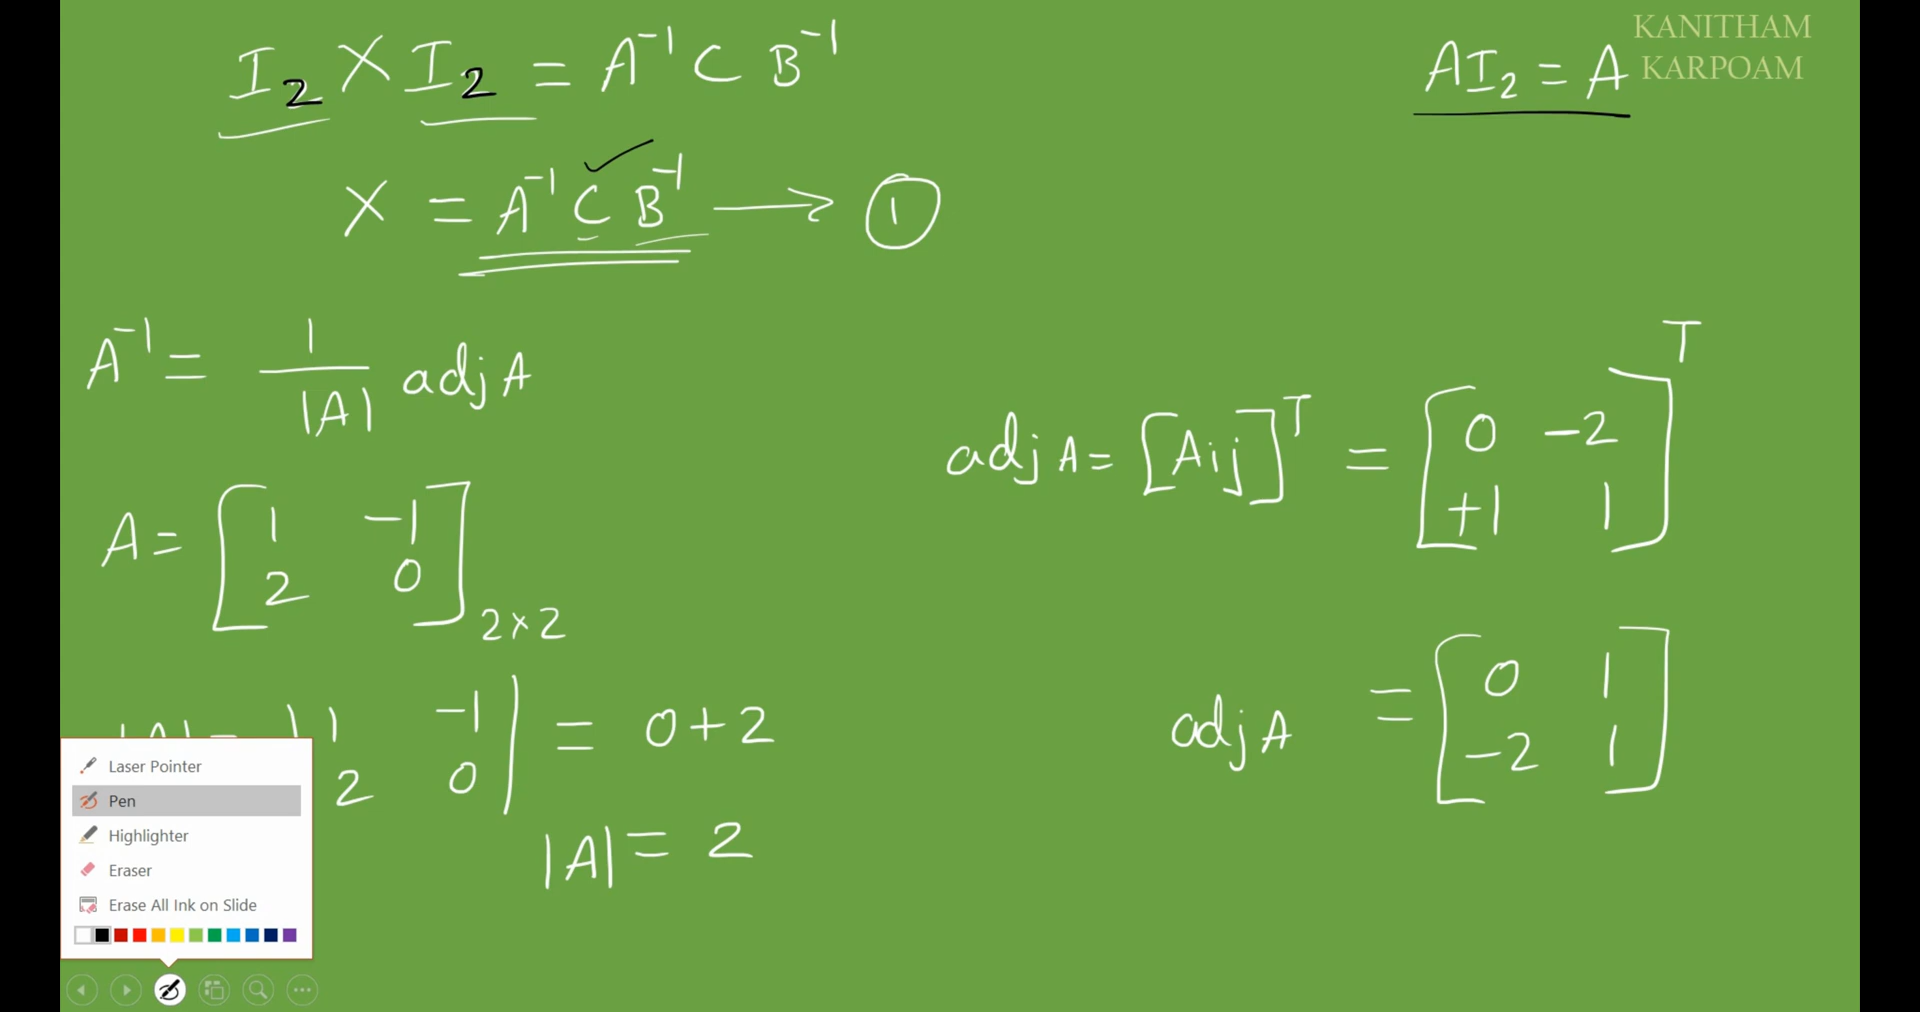 KANITHAM
KARPOAM
I₂ X I₂ = A⁻¹ C B⁻¹
AI₂ = A
X = A⁻¹ C B⁻¹ → ①
A⁻¹ = 1/|A| adj A
adj A = [Aij]ᵀ = [0 -2
+1 1]ᵀ
A = [1 -1
2 0] 2×2
|A| = |1 -1
2 0| = 0+2
adj A = [0 1
-2 1]
|A| = 2
Laser Pointer
Pen
Highlighter
Eraser
Erase All Ink on Slide